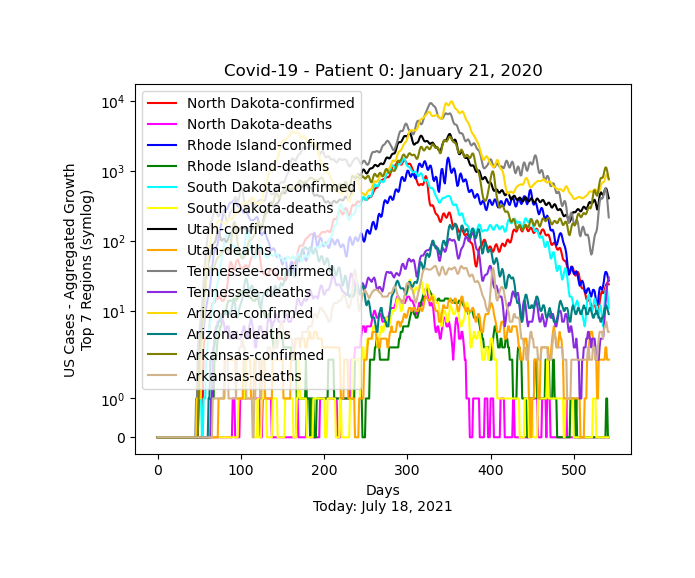 Covid-19 - Patient 0: January 21, 2020
US Cases - Aggregated Growth
Top 7 Regions (symlog)
10^4
10^3
10^2
10^1
10^0
0
North Dakota-confirmed
North Dakota-deaths
Rhode Island-confirmed
Rhode Island-deaths
South Dakota-confirmed
South Dakota-deaths
Utah-confirmed
Utah-deaths
Tennessee-confirmed
Tennessee-deaths
Arizona-confirmed
Arizona-deaths
Arkansas-confirmed
Arkansas-deaths
0 100 200 300 400 500
Days
Today: July 18, 2021